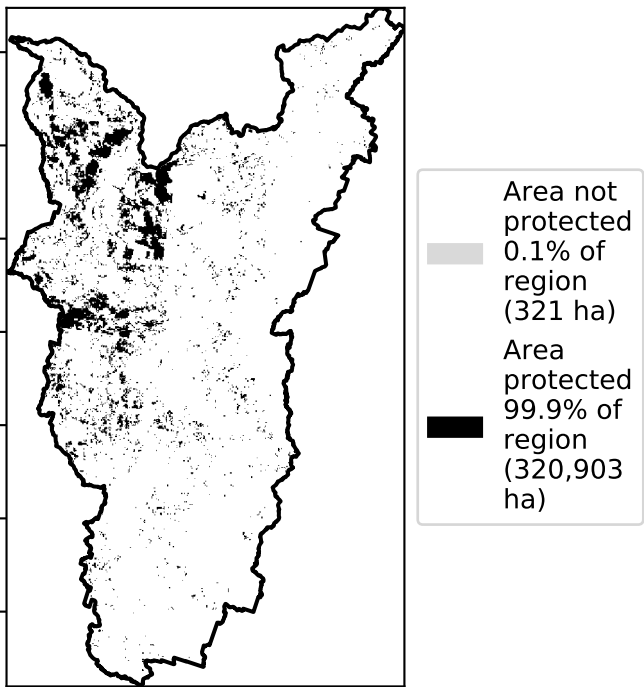 Area not
protected
0.1% of
region
(321 ha)
Area
protected
99.9% of
region
(320,903
ha)